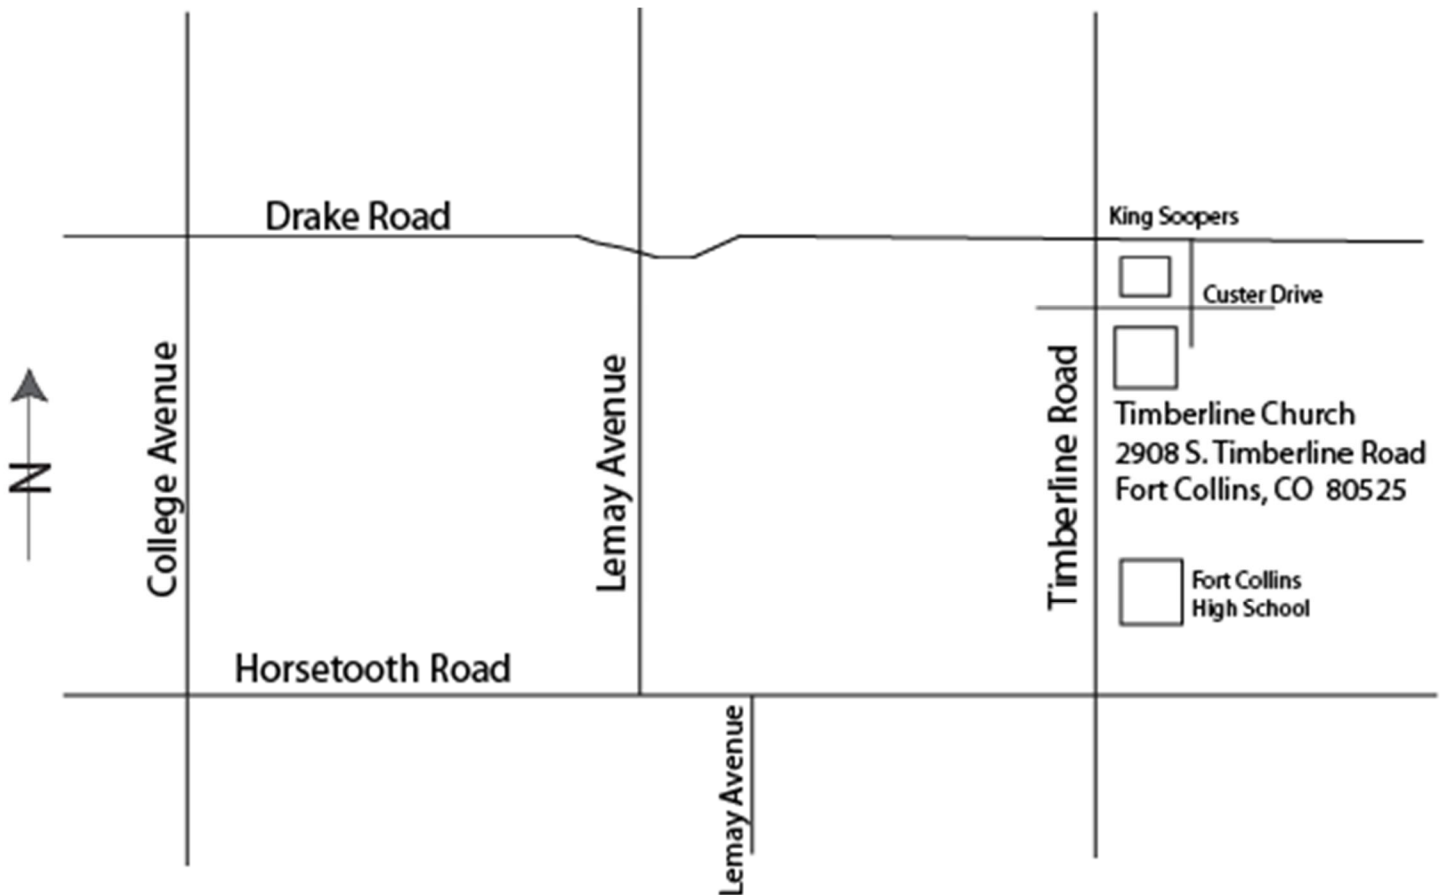 Drake Road
King Soopers
Custer Drive
College Avenue
Lemay Avenue
Timberline Road
Timberline Church
2908 S. Timberline Road
Fort Collins, CO  80525
N
Fort Collins
High School
Horsetooth Road
Lemay Avenue